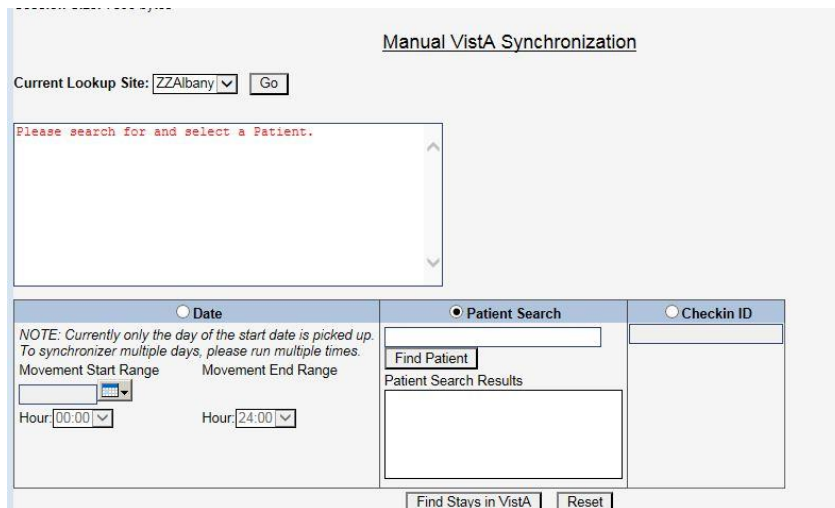 Manual VistA Synchronization
Current Lookup Site: ZZAlbany Go
Please search for and select a Patient.
Date
Patient Search
Checkin ID
NOTE: Currently only the day of the start date is picked up.
To synchronizer multiple days, please run multiple times.
Movement Start Range Movement End Range
Hour: 00:00 Hour: 24:00
Find Patient
Patient Search Results
Find Stays in VistA Reset